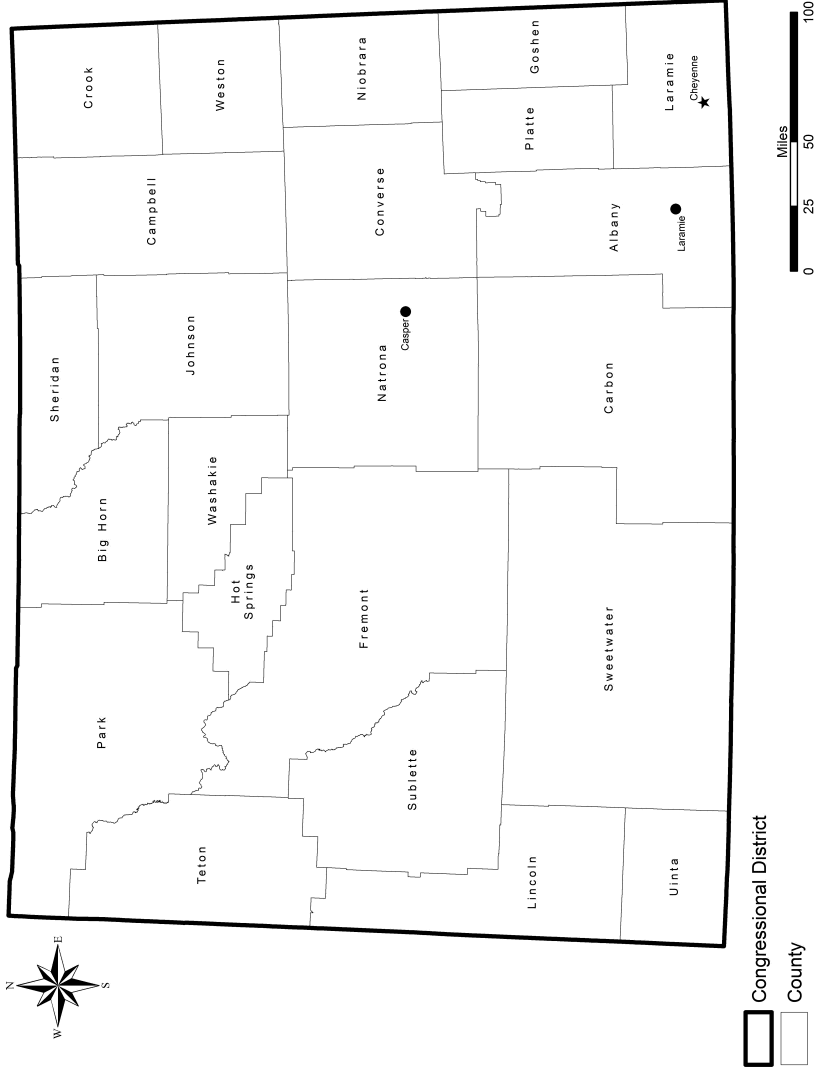 N
W
E
S
Park
Big Horn
Sheridan
Campbell
Crook
Teton
Hot
Springs
Washakie
Johnson
Weston
Fremont
Natrona
Casper
Converse
Niobrara
Sublette
Lincoln
Sweetwater
Carbon
Albany
Laramie
Platte
Goshen
Uinta
Laramie
Cheyenne
Congressional District
County
Miles
0
25
50
100